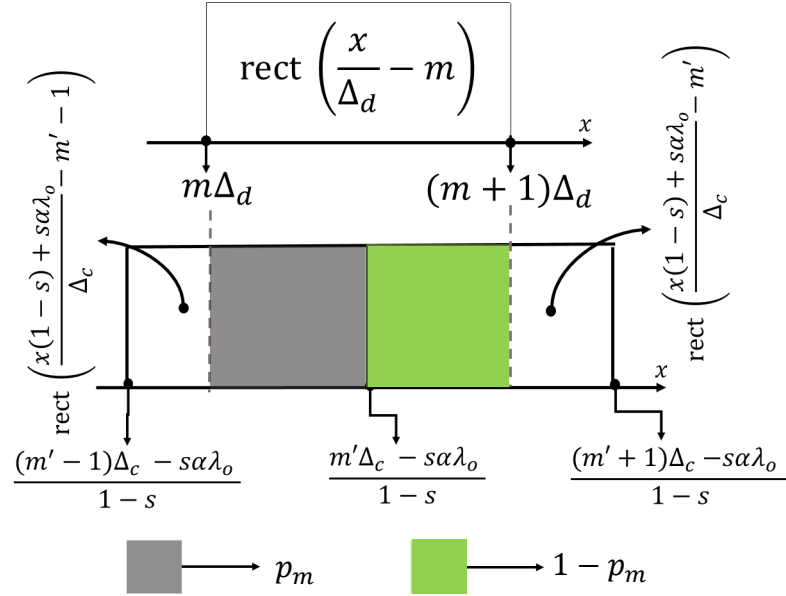 rect (x/Δ_d − m)
x
mΔ_d
(m + 1)Δ_d
rect (x(1 − s) + sαλ_o/Δ_c − m′ − 1)
rect (x(1 − s) + sαλ_o/Δ_c − m′)
x
(m′ − 1)Δ_c − sαλ_o
1 − s
m′Δ_c − sαλ_o
1 − s
(m′ + 1)Δ_c − sαλ_o
1 − s
p_m
1 − p_m